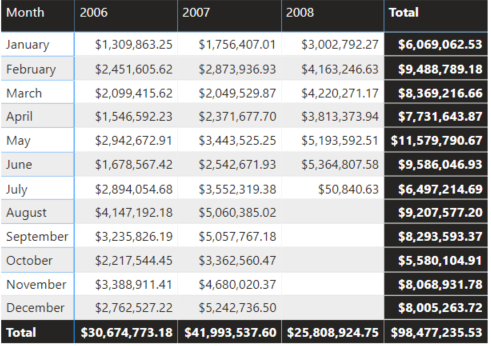 Month 2006 2007 2008 Total
January $1,309,863.25 $1,756,407.01 $3,002,792.27 $6,069,062.53
February $2,451,605.62 $2,873,936.93 $4,163,246.63 $9,488,789.18
March $2,099,415.62 $2,049,529.87 $4,220,271.17 $8,369,216.66
April $1,546,592.23 $2,371,677.70 $3,813,373.94 $7,731,643.87
May $2,942,672.91 $3,443,525.25 $5,193,592.51 $11,579,790.67
June $1,678,567.42 $2,542,671.93 $5,364,807.58 $9,586,046.93
July $2,894,054.68 $3,552,319.38 $50,840.63 $6,497,214.69
August $4,147,192.18 $5,060,385.02 $9,207,577.20
September $3,235,826.19 $5,057,767.18 $8,293,593.37
October $2,217,544.45 $3,362,560.47 $5,580,104.91
November $3,388,911.41 $4,680,020.37 $8,068,931.78
December $2,762,527.22 $5,242,736.50 $8,005,263.72
Total $30,674,773.18 $41,993,537.60 $25,808,924.75 $98,477,235.53